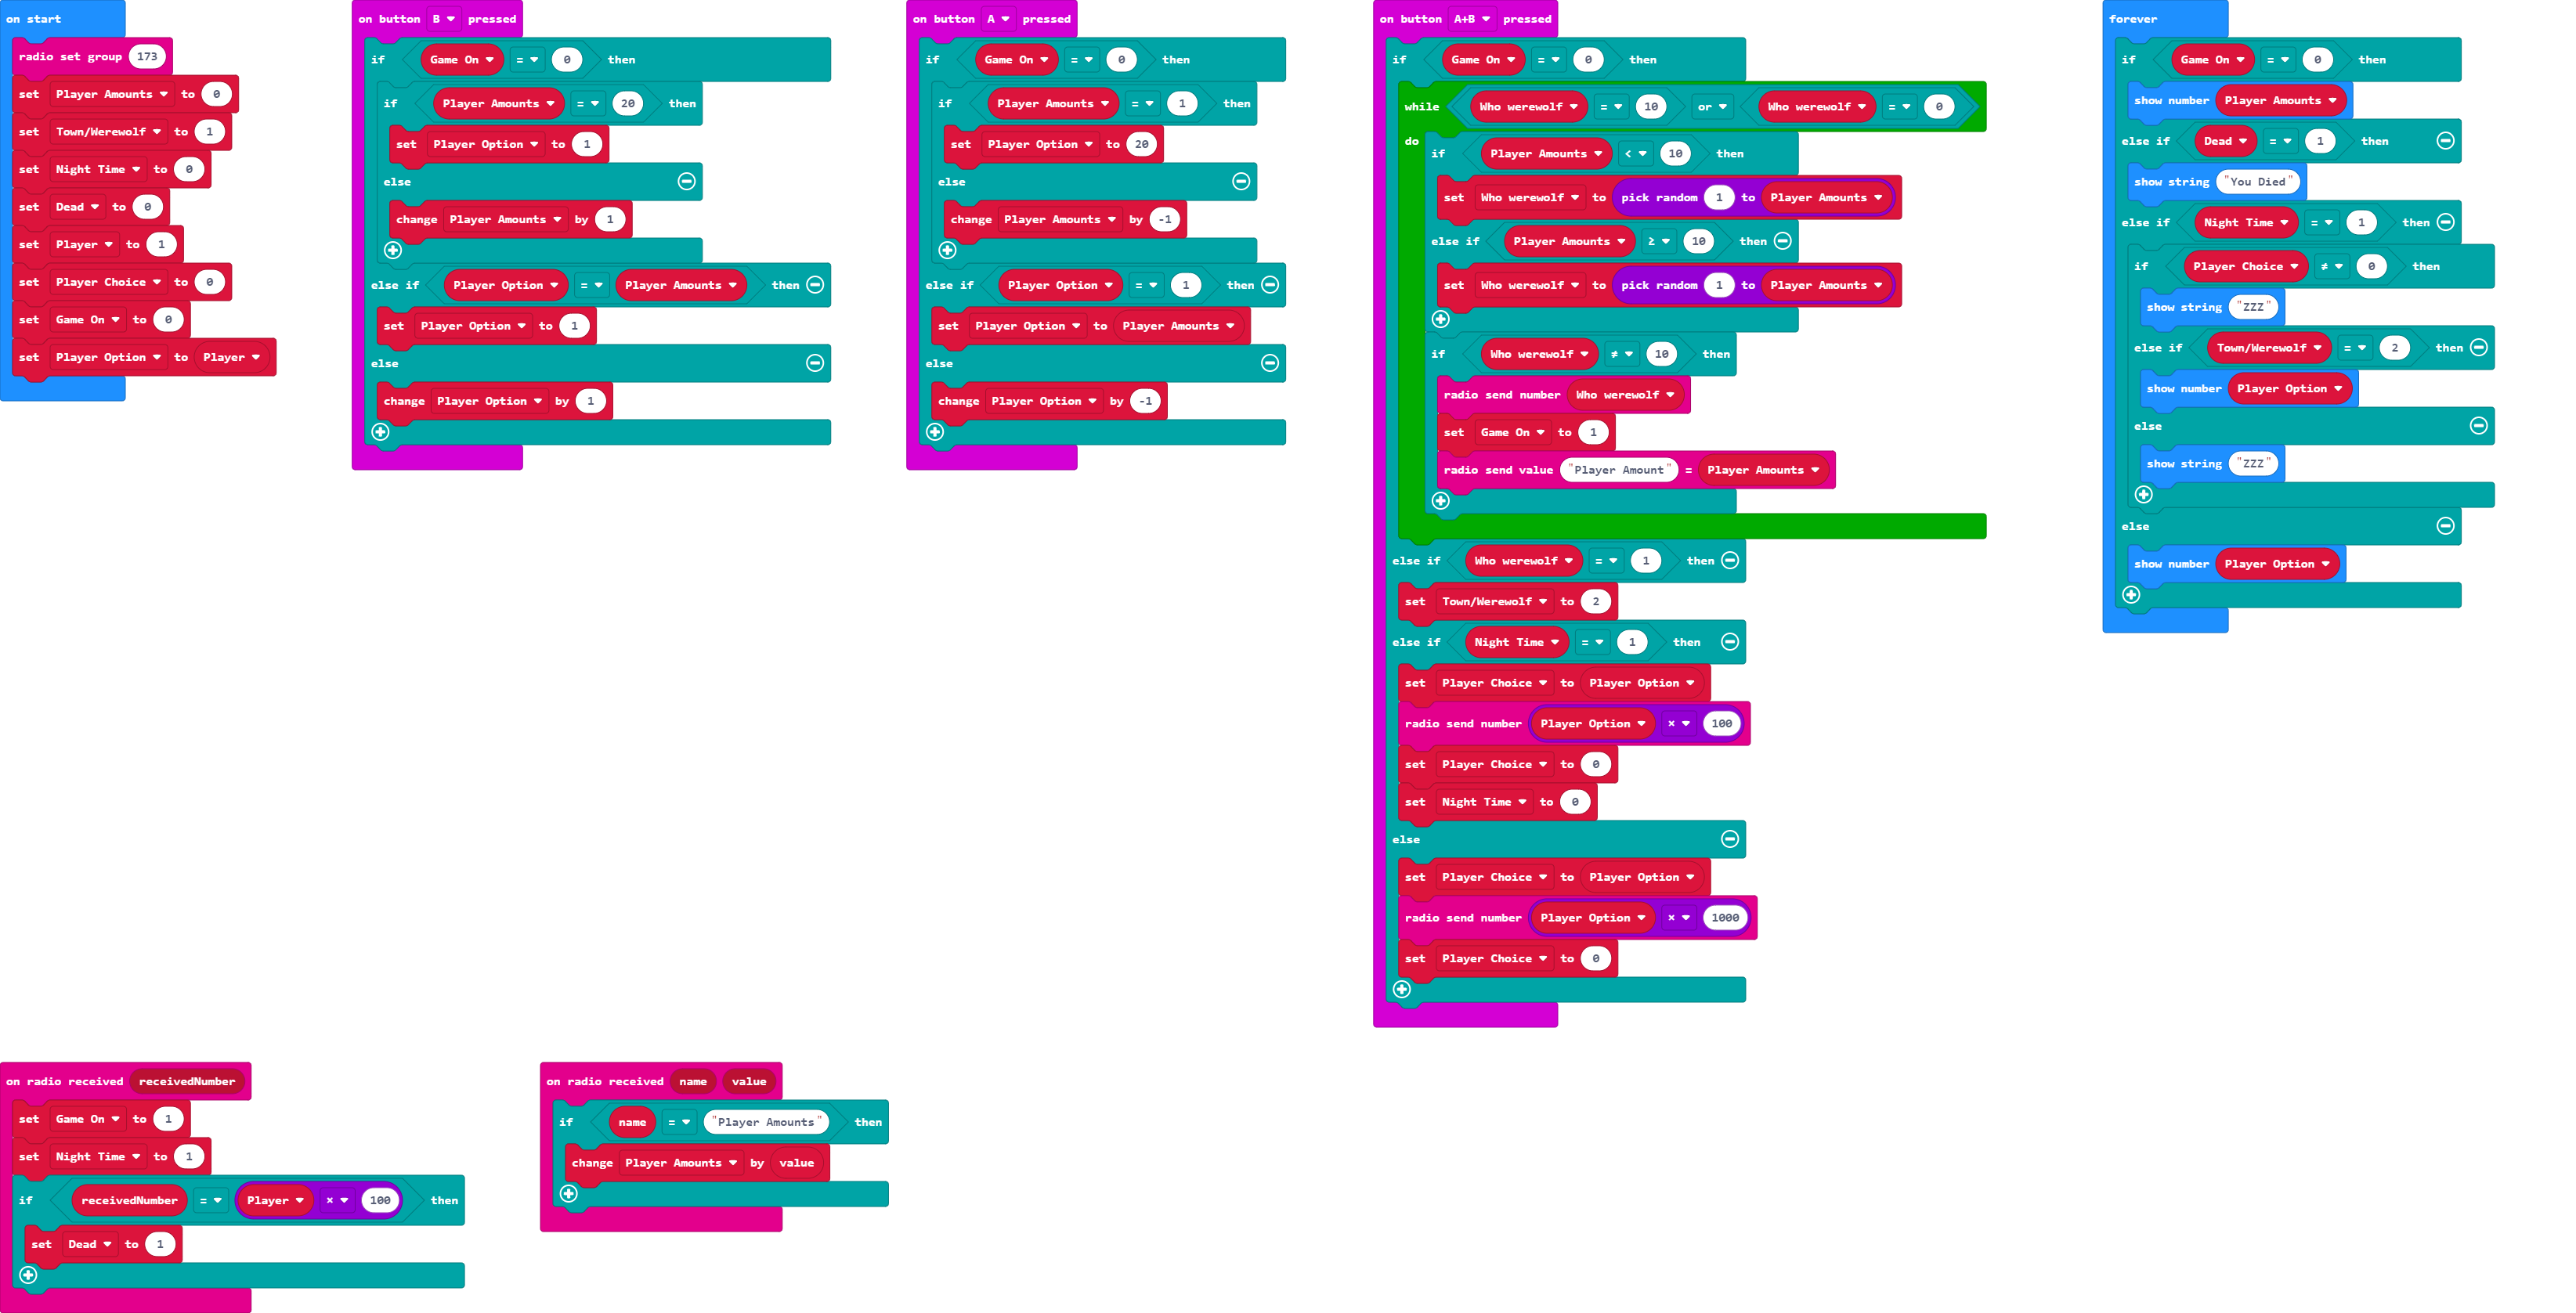 on start
radio set group 173
set Player Amounts to 0
set Town/Werewolf to 1
set Night Time to 0
set Dead to 0
set Player to 1
set Player Choice to 0
set Game On to 0
set Player Option to Player
on button B pressed
if Game On = 0 then
if Player Amounts = 20 then
set Player Option to 1
else
change Player Amounts by 1
else if Player Option = Player Amounts then
set Player Option to 1
else
change Player Option by 1
on button A pressed
if Game On = 0 then
if Player Amounts = 1 then
set Player Option to 20
else
change Player Amounts by -1
else if Player Option = 1 then
set Player Option to Player Amounts
else
change Player Option by -1
on button A+B pressed
if Game On = 0 then
while Who werewolf = 10 or Who werewolf = 0
do
if Player Amounts < 10 then
set Who werewolf to pick random 1 to Player Amounts
else if Player Amounts ≥ 10 then
set Who werewolf to pick random 1 to Player Amounts
if Who werewolf ≠ 10 then
radio send number Who werewolf
set Game On to 1
radio send value "Player Amount" = Player Amounts
else if Who werewolf = 1 then
set Town/Werewolf to 2
else if Night Time = 1 then
set Player Choice to Player Option
radio send number Player Option × 100
set Player Choice to 0
set Night Time to 0
else
set Player Choice to Player Option
radio send number Player Option × 1000
set Player Choice to 0
forever
if Game On = 0 then
show number Player Amounts
else if Dead = 1 then
show string "You Died"
else if Night Time = 1 then
if Player Choice ≠ 0 then
show string "ZZZ"
else if Town/Werewolf = 2 then
show number Player Option
else
show string "ZZZ"
else
show number Player Option
on radio received receivedNumber
set Game On to 1
set Night Time to 1
if receivedNumber = Player × 100 then
set Dead to 1
on radio received name value
if name = "Player Amounts" then
change Player Amounts by value